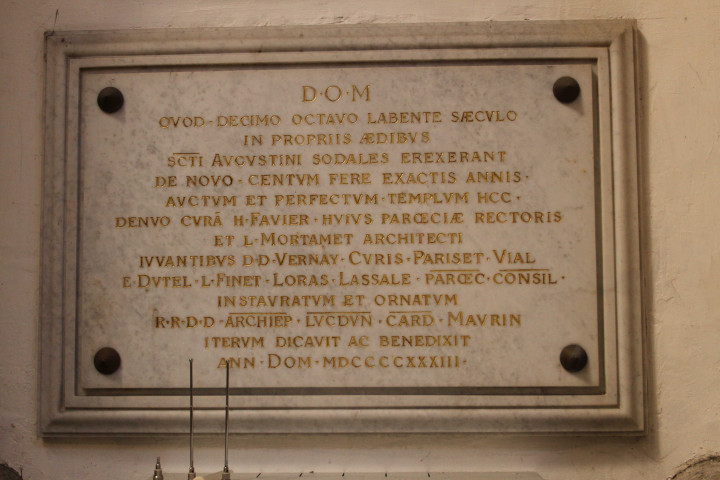 D·O·M
QVOD-DECIMO OCTAVO LABENTE SÆCVLO
IN PROPRIIS ÆDIBVS
SCTI AVGVSTINI SODALES EREXERANT
DE NOVO·CENTVM FERE EXACTIS ANNIS·
AVCTVM ET PERFECTVM·TEMPLVM HCC·
DENVO CVRÂ H·FAVIER·HVIVS PARŒCIÆ RECTORIS
ET L·MORTAMET ARCHITECTI
IVVANTIBVS D·D·VERNAY·CVRIS·PARISET·VIAL
E·DVTEL·L·FINET·LORAS·LASSALE·PARŒC·CONSIL·
INSTAVRATVM ET ORNATVM
R·R·D·D·ARCHIEP·LVGDVN·CARD·MAVRIN
ITERVM DICAVIT AC BENEDIXIT
ANN·DOM·MDCCCCXXXIII·